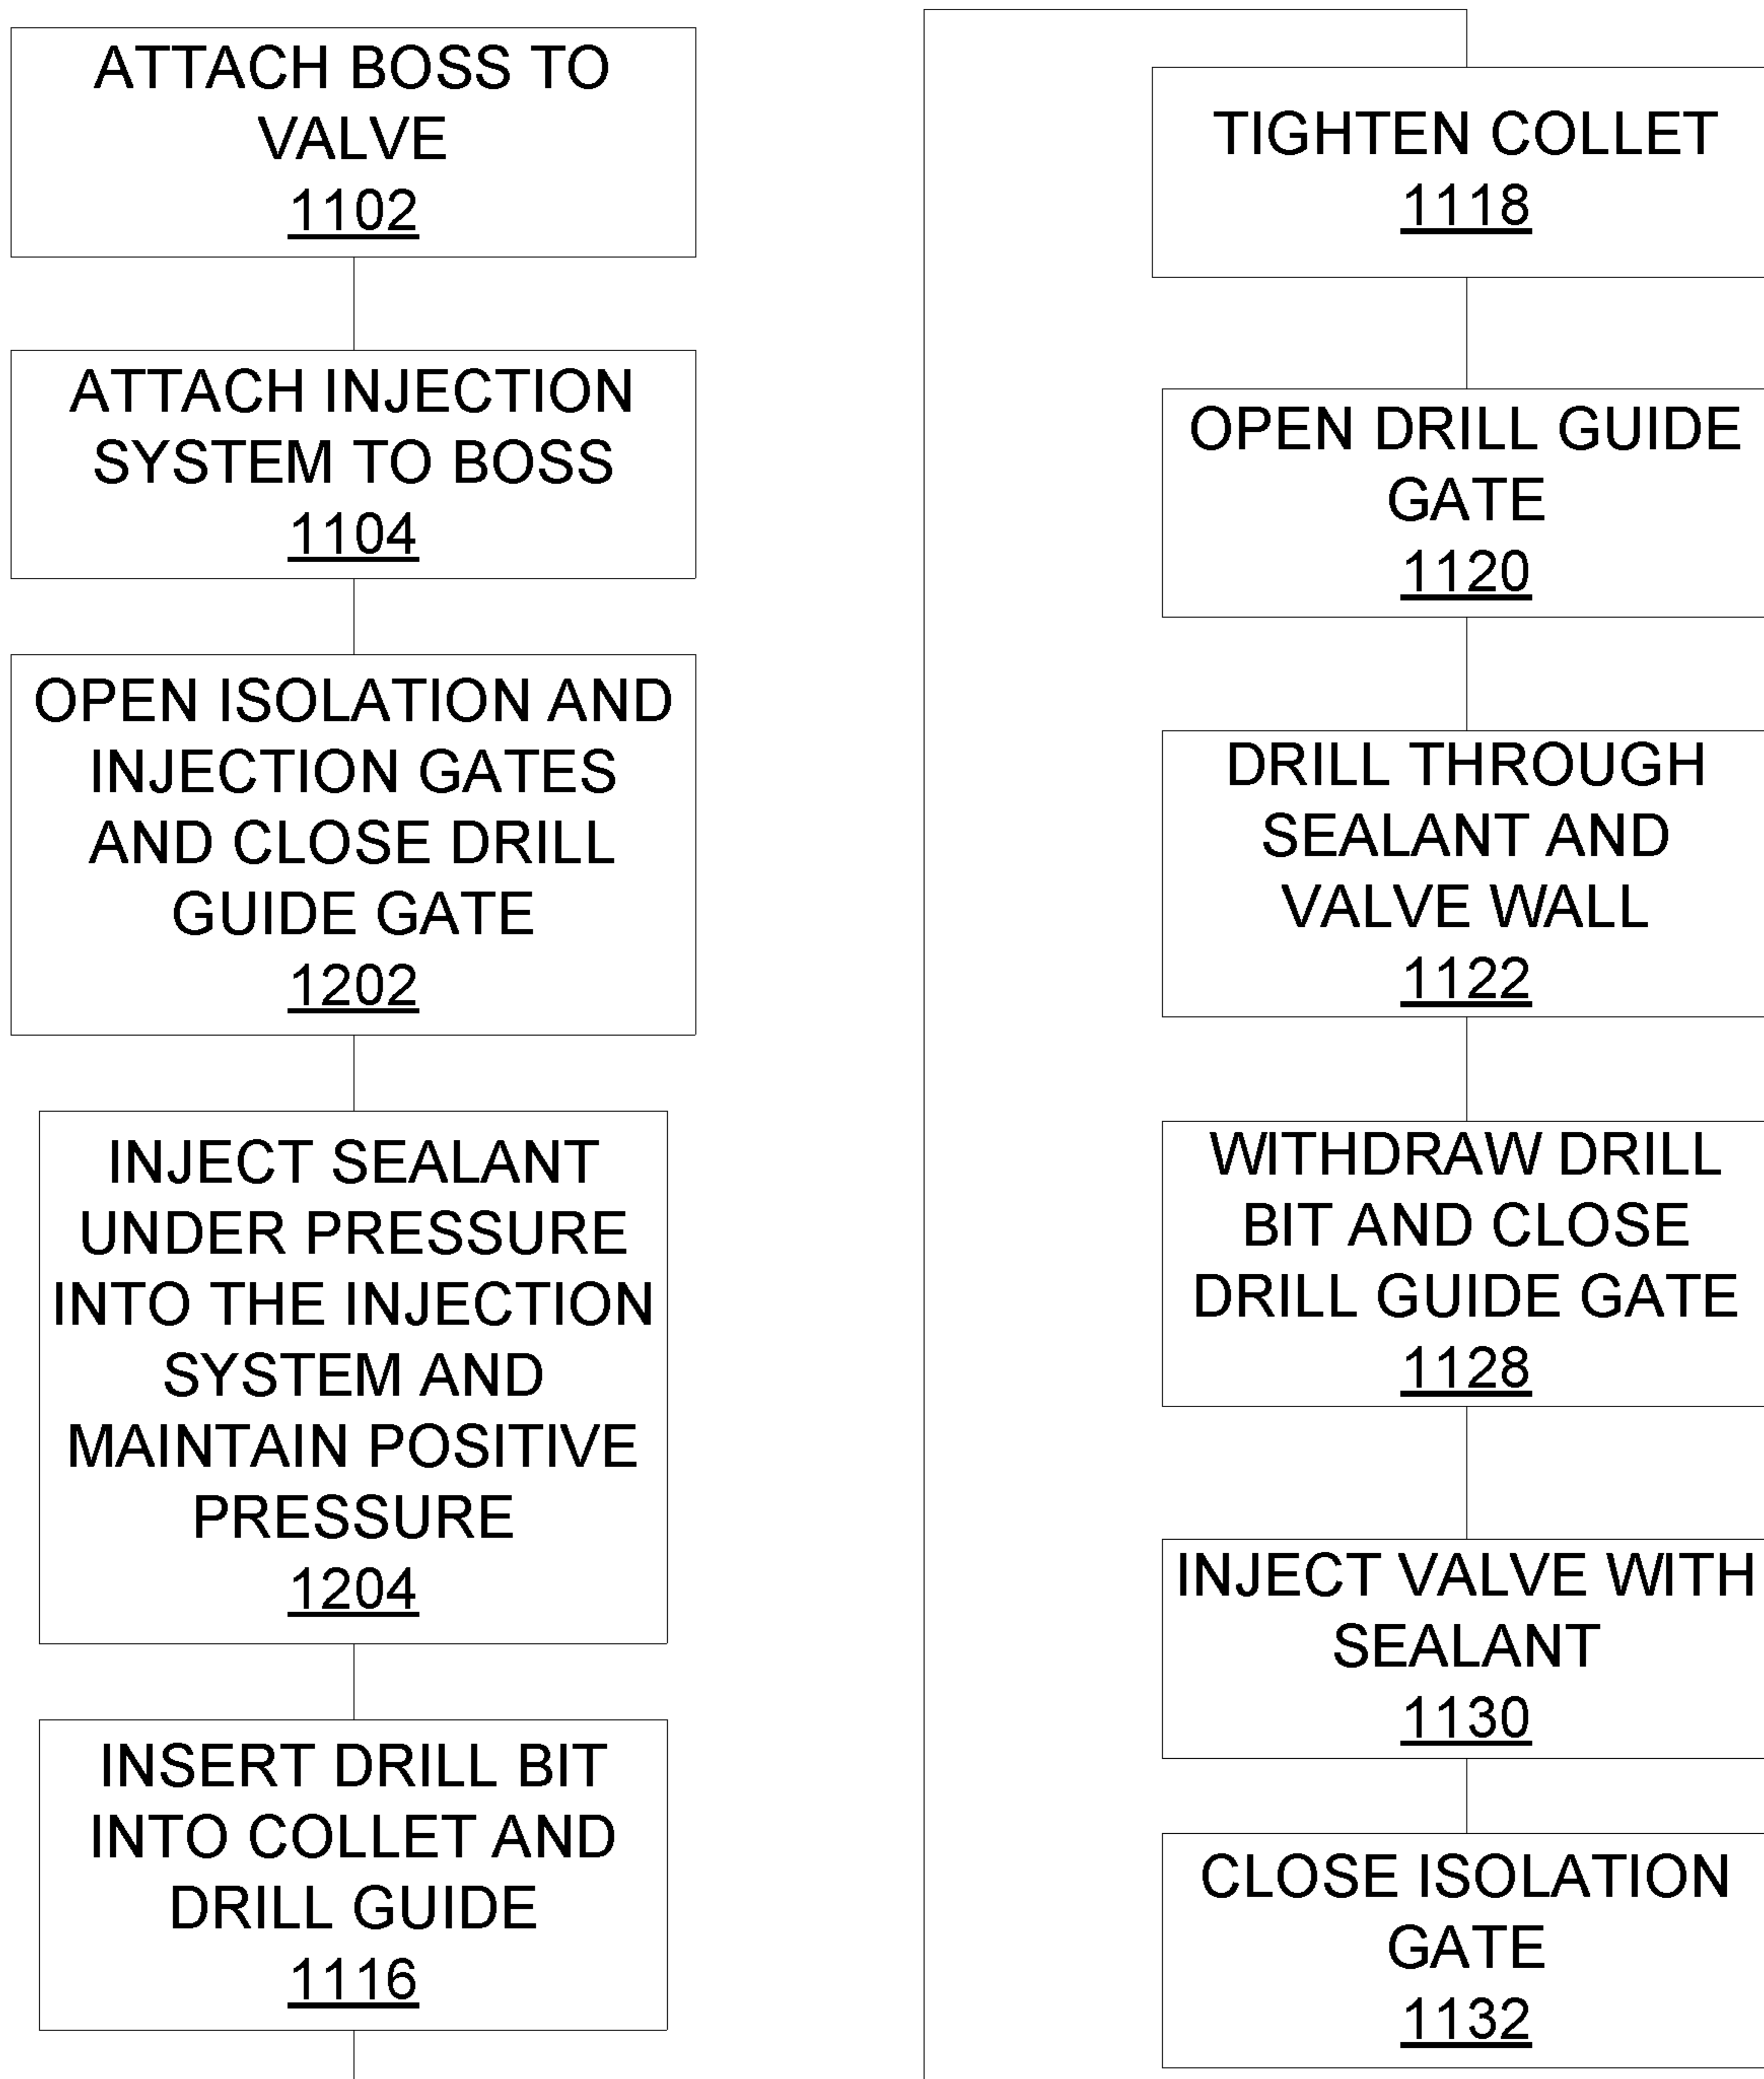 ATTACH BOSS TO
VALVE
1102
ATTACH INJECTION
SYSTEM TO BOSS
1104
OPEN ISOLATION AND
INJECTION GATES
AND CLOSE DRILL
GUIDE GATE
1202
INJECT SEALANT
UNDER PRESSURE
INTO THE INJECTION
SYSTEM AND
MAINTAIN POSITIVE
PRESSURE
1204
INSERT DRILL BIT
INTO COLLET AND
DRILL GUIDE
1116
TIGHTEN COLLET
1118
OPEN DRILL GUIDE
GATE
1120
DRILL THROUGH
SEALANT AND
VALVE WALL
1122
WITHDRAW DRILL
BIT AND CLOSE
DRILL GUIDE GATE
1128
INJECT VALVE WITH
SEALANT
1130
CLOSE ISOLATION
GATE
1132